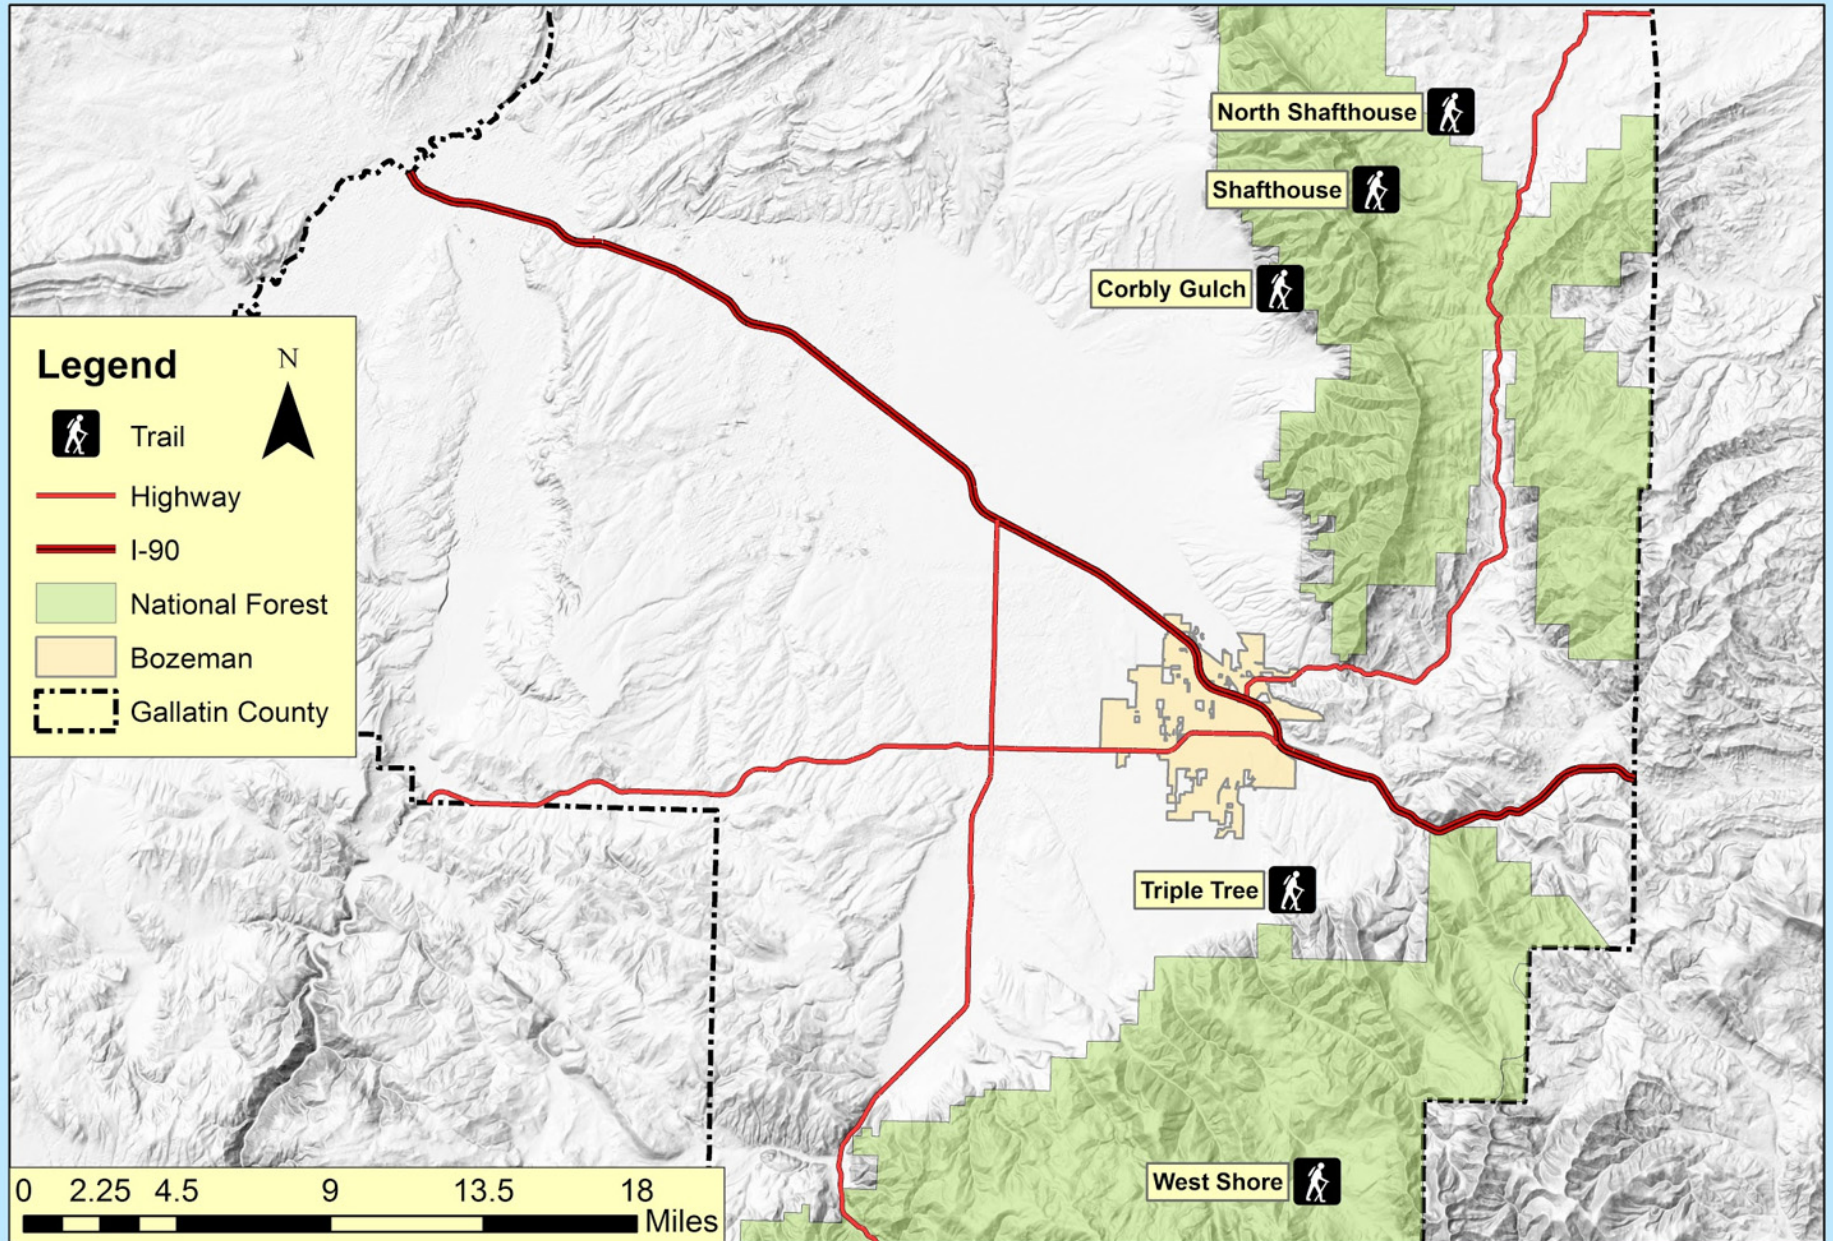 North Shafthouse
Shafthouse
Corbly Gulch
Legend
N
Trail
Highway
I-90
National Forest
Bozeman
Gallatin County
Triple Tree
West Shore
0 2.25 4.5 9 13.5 18
Miles